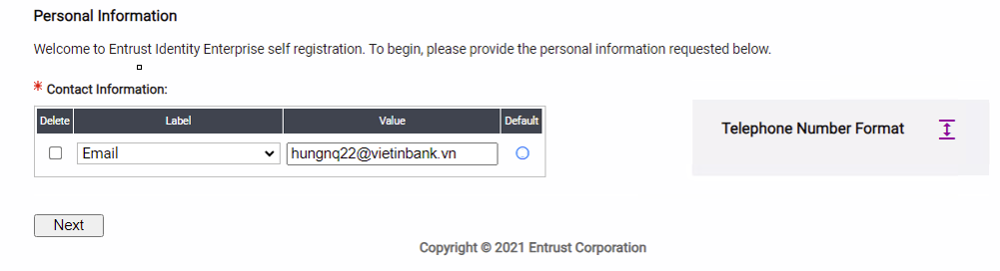 Personal Information
Welcome to Entrust Identity Enterprise self registration. To begin, please provide the personal information requested below.
* Contact Information:
Delete Label Value Default
Email hungnq22@vietinbank.vn
Telephone Number Format
Next
Copyright © 2021 Entrust Corporation